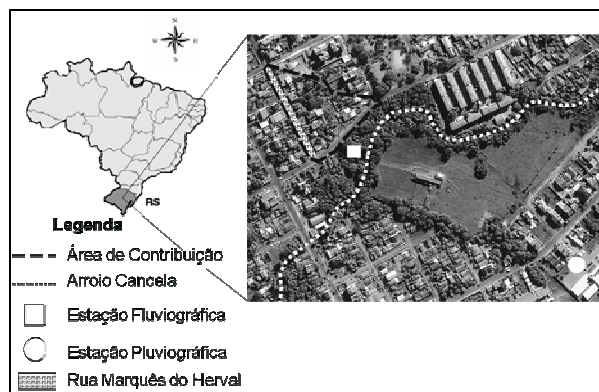 N
W E
S
RS
Legenda
Área de Contribuição
Arroio Cancela
Estação Fluviográfica
Estação Pluviográfica
Rua Marquês do Herval